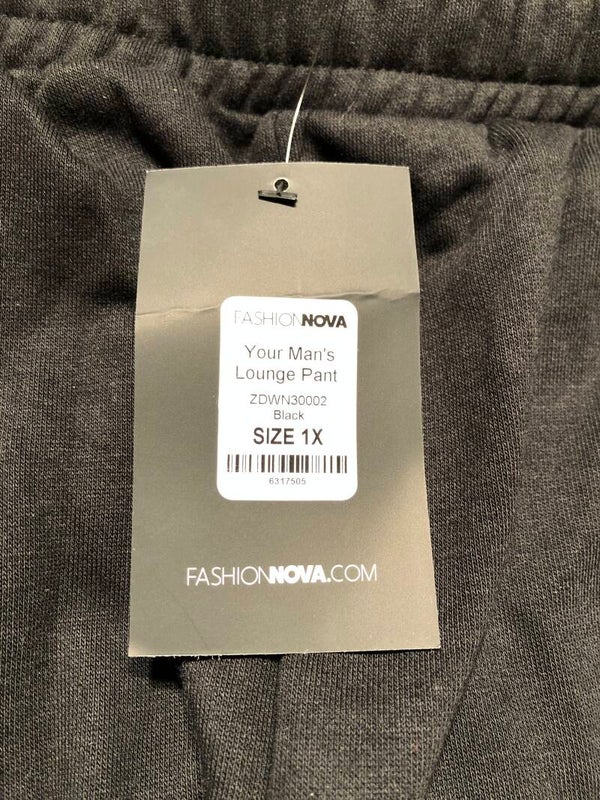 FASHIONNOVA
Your Man's
Lounge Pant
ZDWN30002
Black
SIZE 1X
6317505
FASHIONNOVA.COM